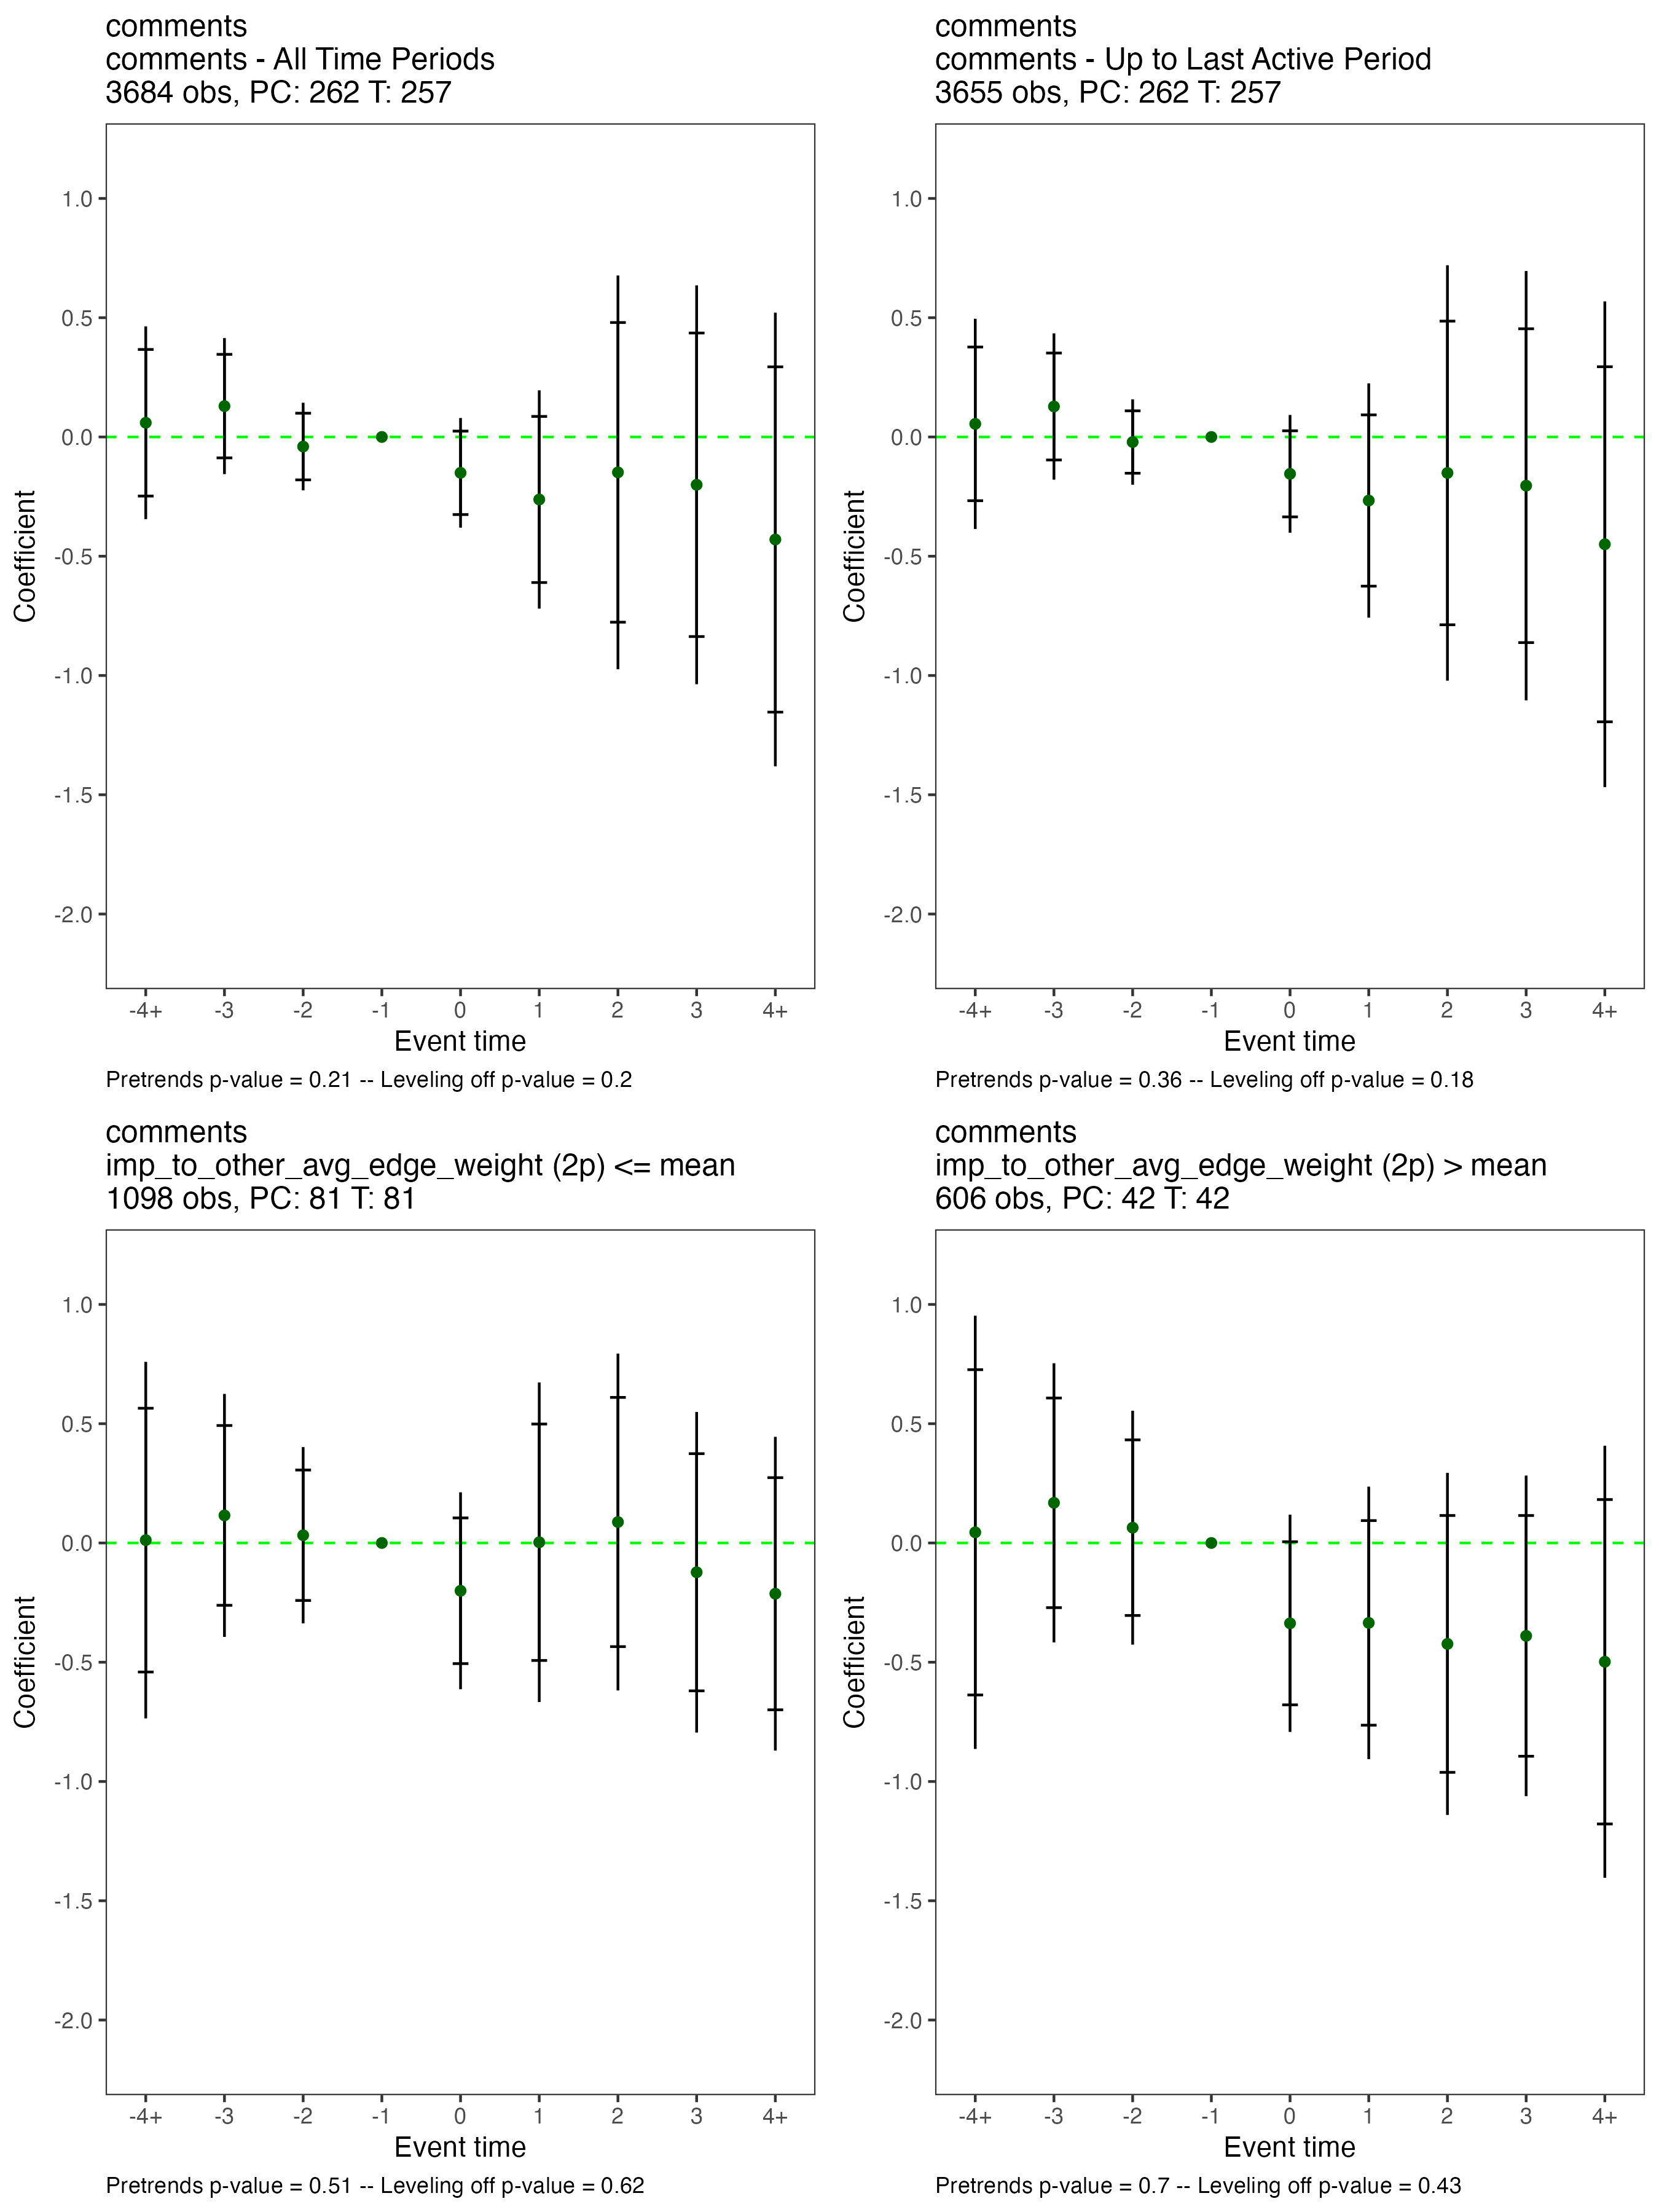 comments
comments - All Time Periods
3684 obs, PC: 262 T: 257
Coefficient
1.0
0.5
0.0
-0.5
-1.0
-1.5
-2.0
-4+ -3 -2 -1 0 1 2 3 4+
Event time
Pretrends p-value = 0.21 -- Leveling off p-value = 0.2
comments
comments - Up to Last Active Period
3655 obs, PC: 262 T: 257
Coefficient
1.0
0.5
0.0
-0.5
-1.0
-1.5
-2.0
-4+ -3 -2 -1 0 1 2 3 4+
Event time
Pretrends p-value = 0.36 -- Leveling off p-value = 0.18
comments
imp_to_other_avg_edge_weight (2p) <= mean
1098 obs, PC: 81 T: 81
Coefficient
1.0
0.5
0.0
-0.5
-1.0
-1.5
-2.0
-4+ -3 -2 -1 0 1 2 3 4+
Event time
Pretrends p-value = 0.51 -- Leveling off p-value = 0.62
comments
imp_to_other_avg_edge_weight (2p) > mean
606 obs, PC: 42 T: 42
Coefficient
1.0
0.5
0.0
-0.5
-1.0
-1.5
-2.0
-4+ -3 -2 -1 0 1 2 3 4+
Event time
Pretrends p-value = 0.7 -- Leveling off p-value = 0.43